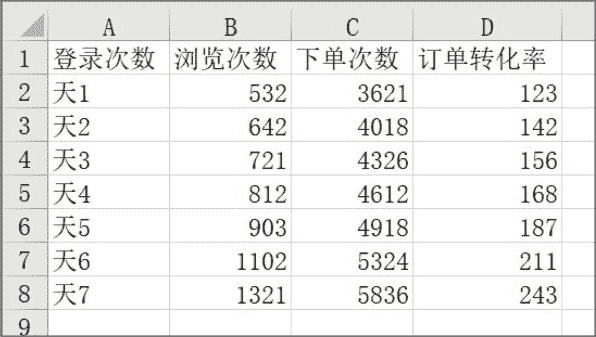 A B C D
1 登录次数 浏览次数 下单次数 订单转化率
2 天1 532 3621 123
3 天2 642 4018 142
4 天3 721 4326 156
5 天4 812 4612 168
6 天5 903 4918 187
7 天6 1102 5324 211
8 天7 1321 5836 243
9